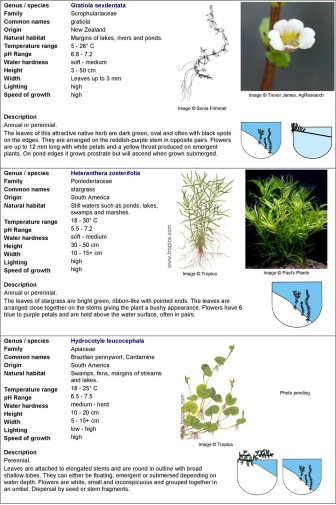 Genus / species Gratiola sexdentata
Family Scrophulariaceae
Common names gratiola
Origin New Zealand
Natural habitat Margins of lakes, rivers and ponds.
Temperature range 5 - 26° C
pH Range 6.8 - 7.2
Water hardness soft - medium
Height 3 - 50 cm
Width Leaves up to 3 mm
Lighting high
Speed of growth high
Image © Sonia Frimmel
Image © Trevor James, AgResearch
Description
Annual or perennial.
The leaves of this attractive native herb are dark green, oval and often with black spots
on the edges. They are arranged on the reddish-purple stem in opposite pairs. Flowers
are up to 12 mm long with white petals and a yellow throat produced on emergent
plants. On pond edges it grows prostrate but will ascend when grown submerged.
Genus / species Heteranthera zosterifolia
Family Pontederiaceae
Common names stargrass
Origin South America
Natural habitat Still waters such as ponds, lakes,
swamps and marshes.
Temperature range 18 - 30° C
pH Range 5.5 - 7.2
Water hardness soft - medium
Height 30 - 50 cm
Width 10 - 15+ cm
Lighting high
Speed of growth high
www.tropica.com
Image © Tropica
Image © Paul's Plants
Description
Annual or perennial.
The leaves of stargrass are bright green, ribbon-like with pointed ends. The leaves are
arranged close together on the stems giving the plant a bushy appearance. Flowers have 6
blue to purple petals and are held above the water surface, often in pairs.
Genus / species Hydrocotyle leucocephala
Family Apiaceae
Common names Brazilian pennywort, Cardamine
Origin South America
Natural habitat Swamps, fens, margins of streams
and lakes.
Temperature range 18 - 25° C
pH Range 6.5 - 7.5
Water hardness medium - hard
Height 10 - 20 cm
Width 5 - 15+ cm
Lighting low - high
Speed of growth high
www.tropica.com
Image © Tropica
Photo pending.
Description
Perennial.
Leaves are attached to elongated stems and are round in outline with broad
shallow lobes. They can either be floating, emergent or submersed depending on
water depth. Flowers are white, small and inconspicuous and grouped together in
an umbel. Dispersal by seed or stem fragments.